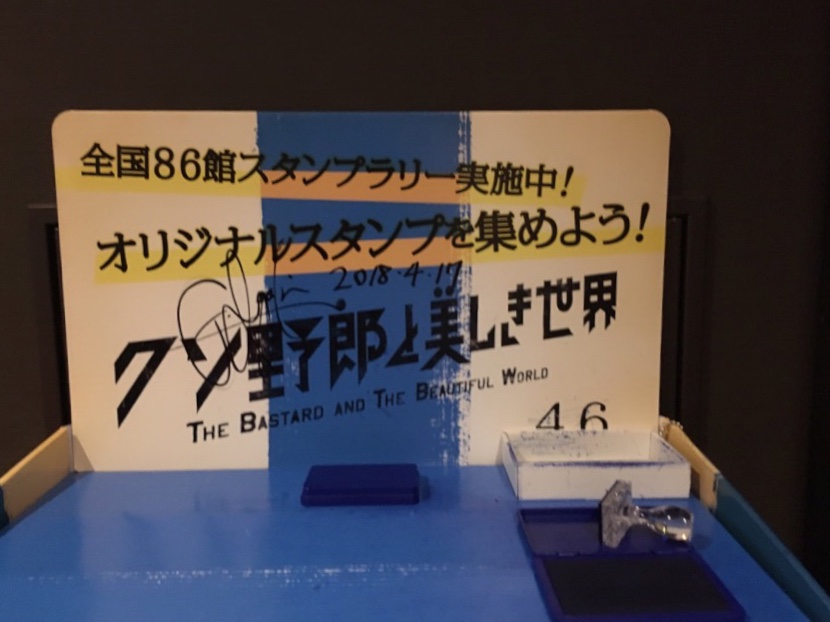 全国86館スタンプラリー実施中!
オリジナルスタンプを集めよう!
2018.4.17
クソ野郎と美しき世界
THE BASTARD AND THE BEAUTIFUL WORLD
46